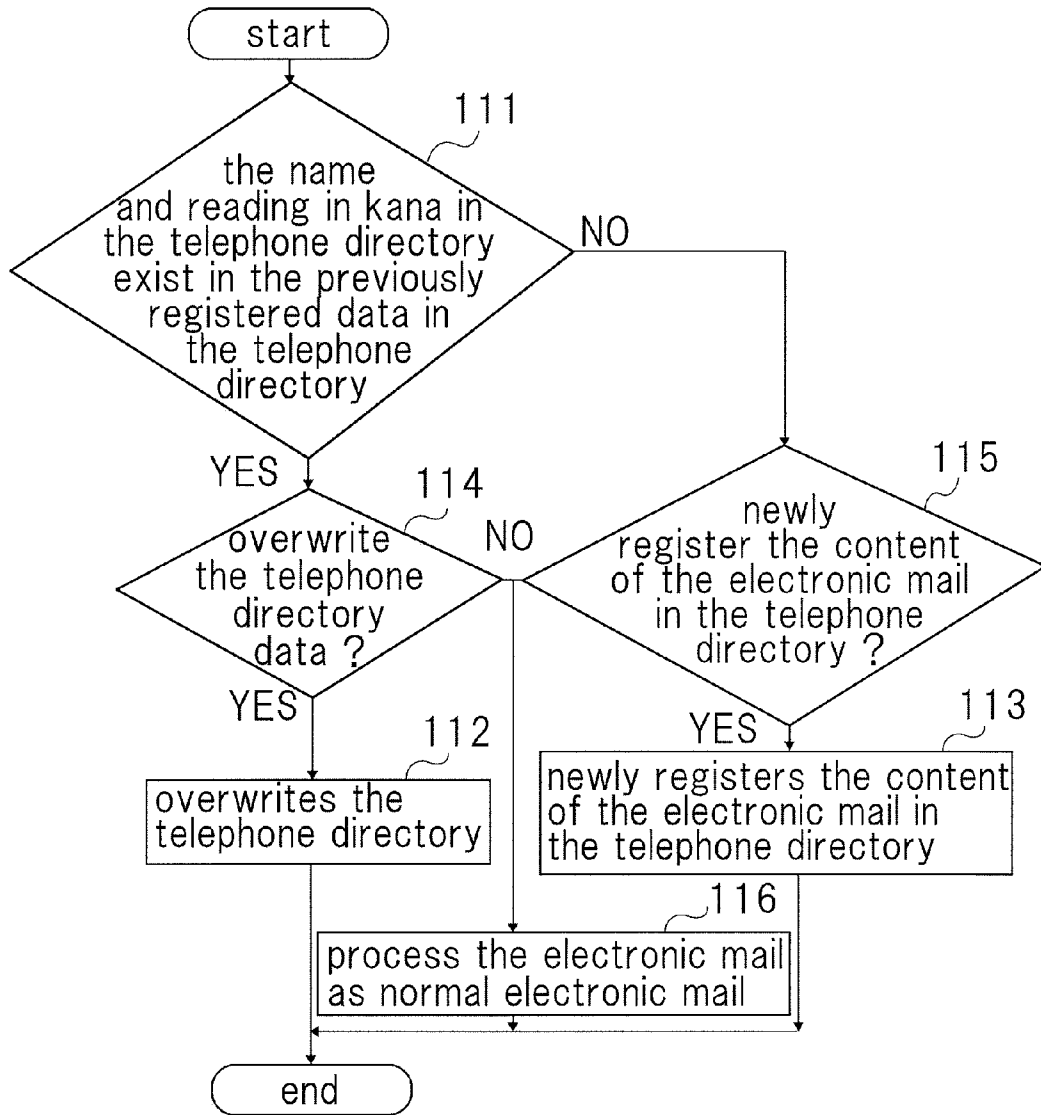 start
111
the name
and reading in kana in
the telephone directory
exist in the previously
registered data in
the telephone
directory
NO
YES
114
overwrite
the telephone
directory
data ?
NO
115
newly
register the content
of the electronic mail
in the telephone
directory ?
YES
112
overwrites the
telephone directory
YES
113
newly registers the content
of the electronic mail in
the telephone directory
116
process the electronic mail
as normal electronic mail
end